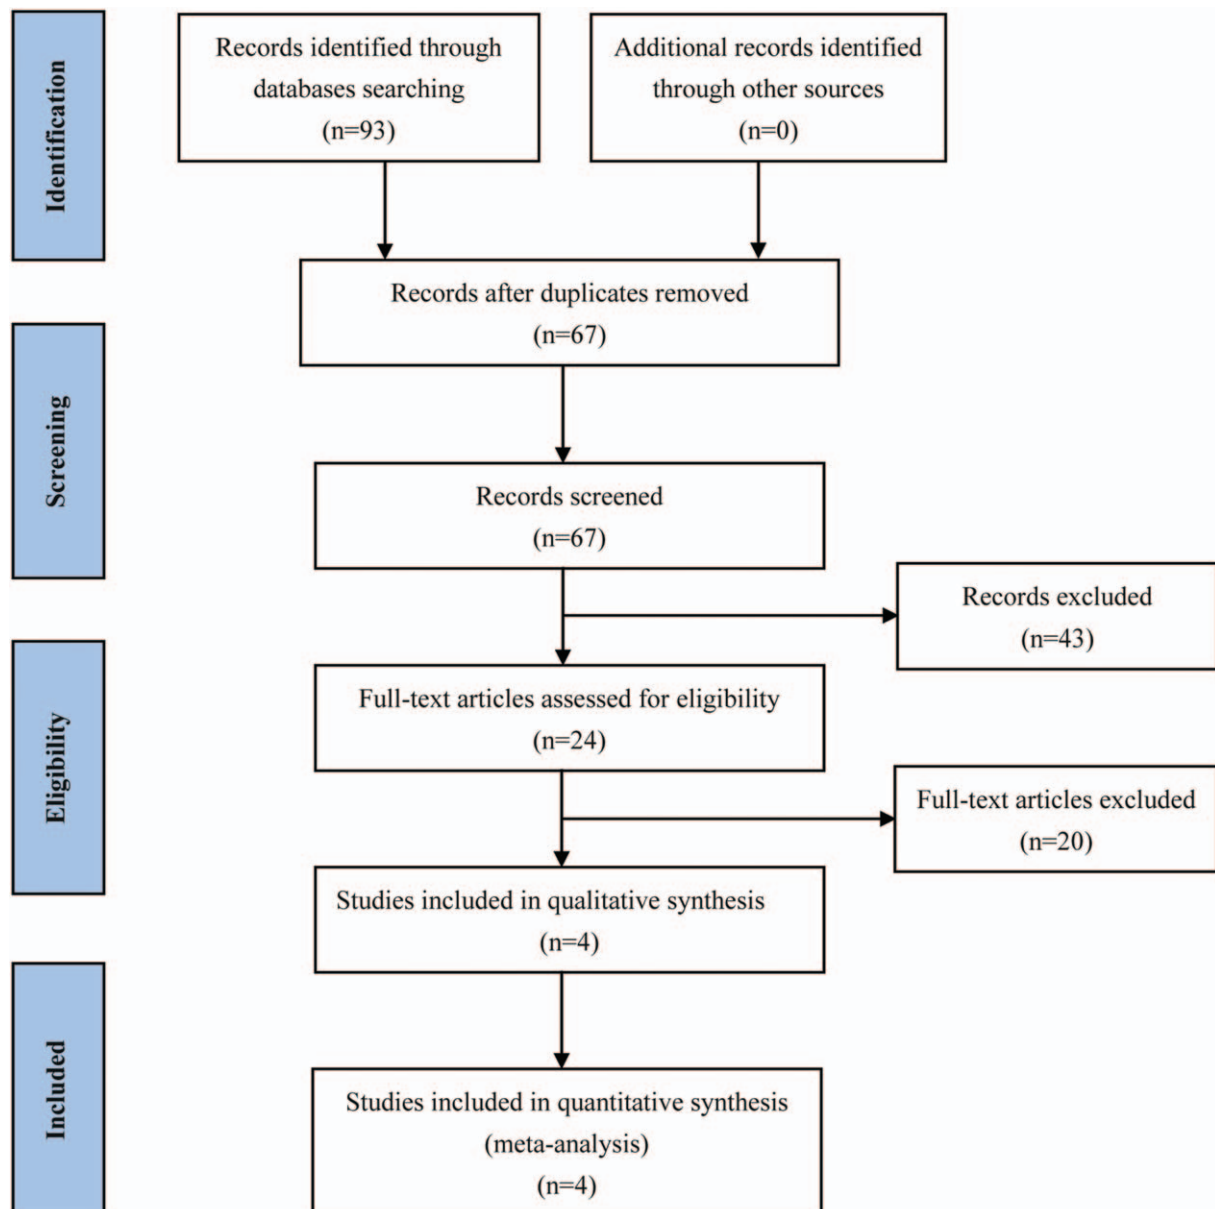 Identification
Records identified through
databases searching
(n=93)
Additional records identified
through other sources
(n=0)
Records after duplicates removed
(n=67)
Screening
Records screened
(n=67)
Records excluded
(n=43)
Eligibility
Full-text articles assessed for eligibility
(n=24)
Full-text articles excluded
(n=20)
Studies included in qualitative synthesis
(n=4)
Included
Studies included in quantitative synthesis
(meta-analysis)
(n=4)